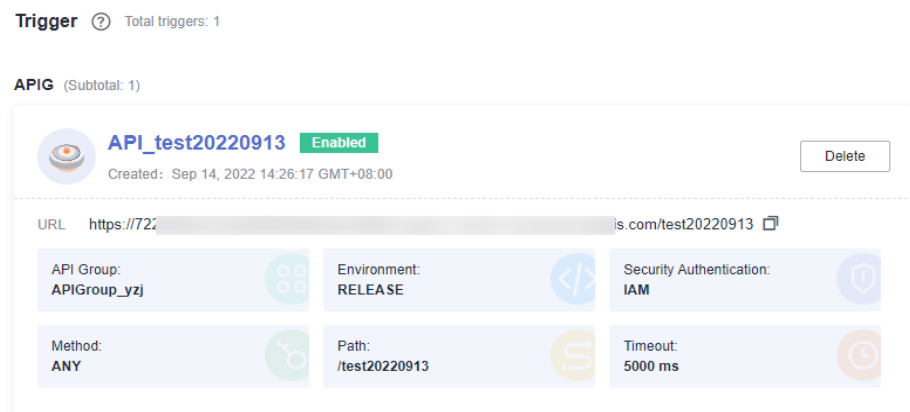 Trigger ? Total triggers: 1
APIG (Subtotal: 1)
API_test20220913 Enabled
Delete
Created: Sep 14, 2022 14:26:17 GMT+08:00
URL https://722 is.com/test20220913
API Group: Environment: Security Authentication:
APIGroup_yzj RELEASE IAM
Method: Path: Timeout:
ANY /test20220913 5000 ms